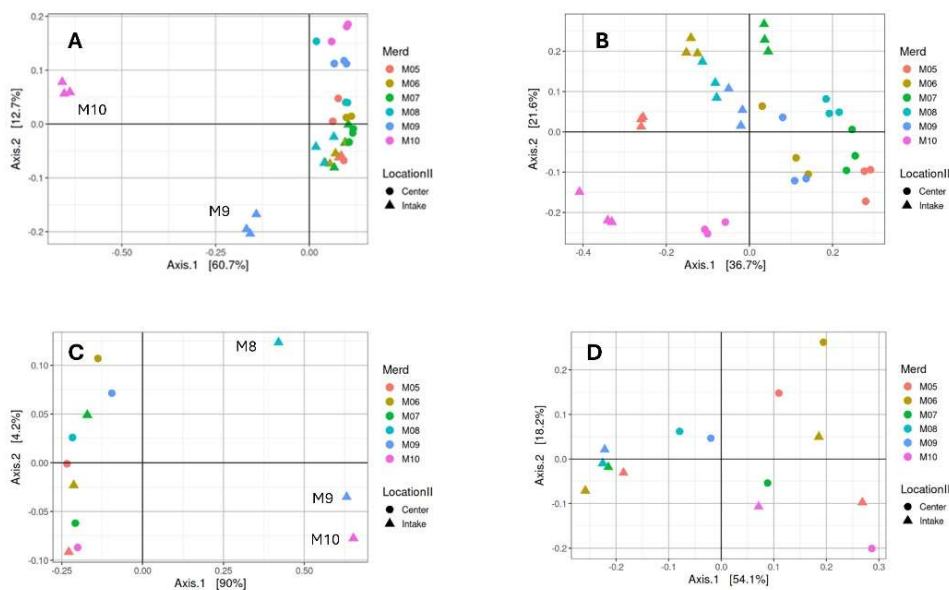 A
M10
M9
0.2
0.1
0.0
-0.1
-0.2
-0.50
-0.25
0.00
Axis.1 [60.7%]
Axis.2 [12.7%]
Merd
M05
M06
M07
M08
M09
M10
LocationII
Center
Intake
B
0.2
0.1
0.0
-0.1
-0.2
-0.4
-0.2
0.0
0.2
Axis.1 [36.7%]
Axis.2 [21.6%]
Merd
M05
M06
M07
M08
M09
M10
LocationII
Center
Intake
C
M8
M9
M10
0.10
0.05
0.00
-0.05
-0.10
-0.25
0.00
0.25
0.50
Axis.1 [90%]
Axis.2 [4.2%]
Merd
M05
M06
M07
M08
M09
M10
LocationII
Center
Intake
D
0.2
0.1
0.0
-0.1
-0.2
-0.2
-0.1
0.0
0.1
0.2
0.3
Axis.1 [54.1%]
Axis.2 [18.2%]
Merd
M05
M06
M07
M08
M09
M10
LocationII
Center
Intake